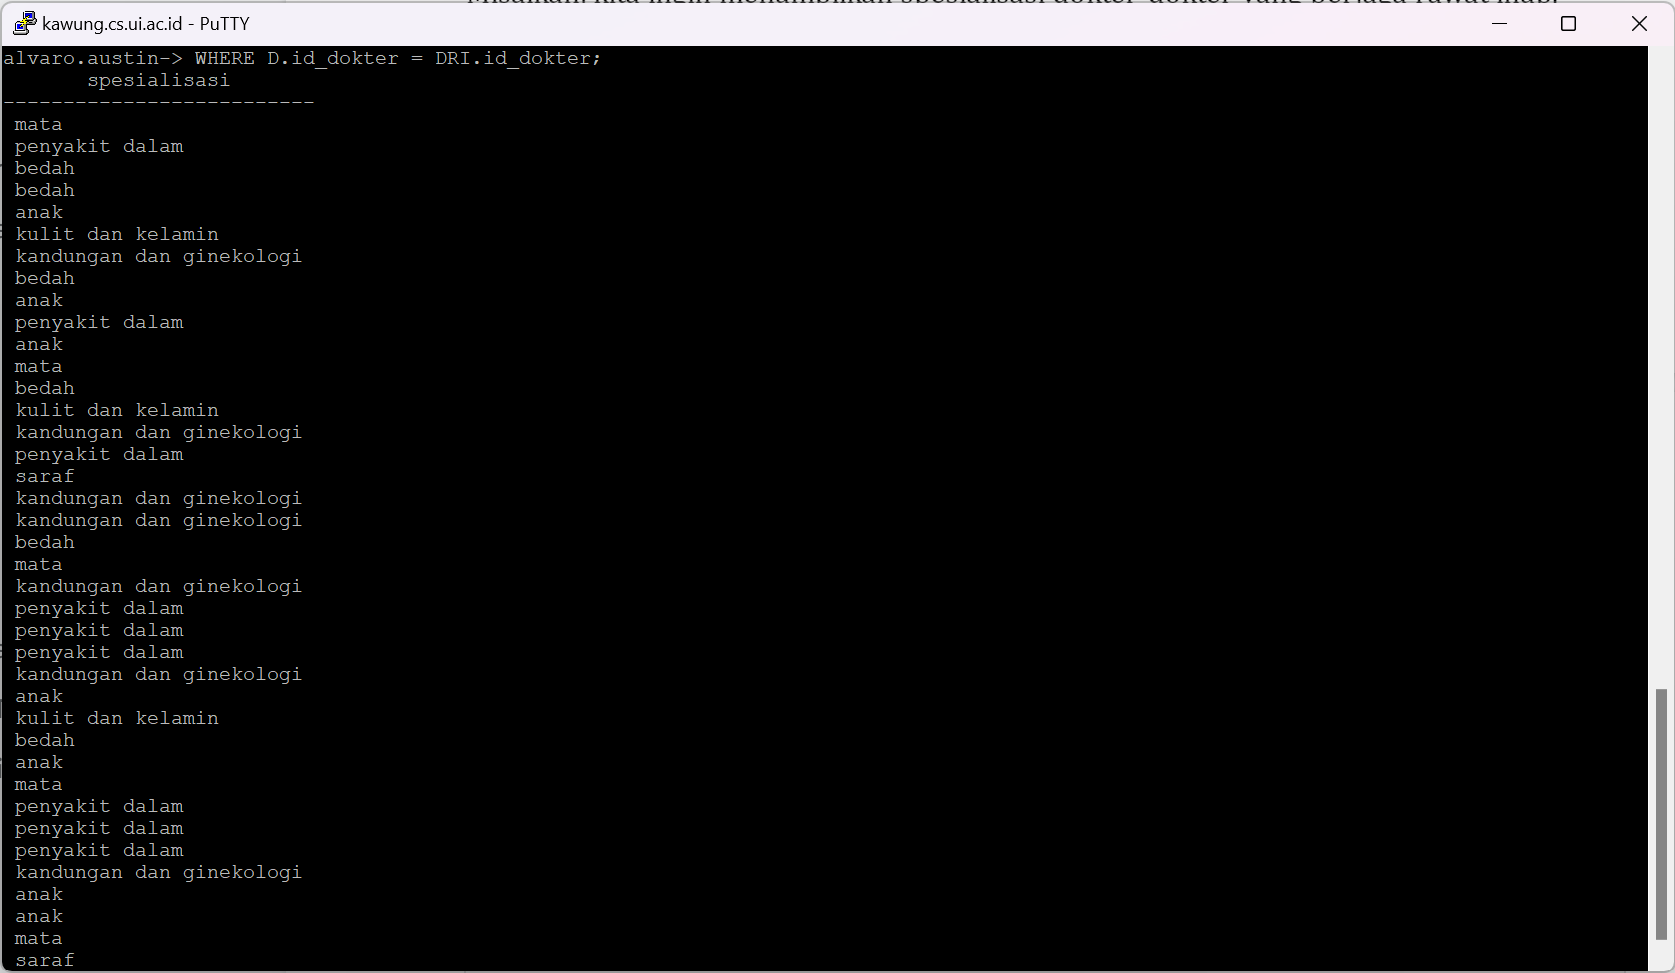 kawung.cs.ui.ac.id - PuTTY
alvaro.austin-> WHERE D.id_dokter = DRI.id_dokter;
spesialisasi
--------------------------
mata
penyakit dalam
bedah
bedah
anak
kulit dan kelamin
kandungan dan ginekologi
bedah
anak
penyakit dalam
anak
mata
bedah
kulit dan kelamin
kandungan dan ginekologi
penyakit dalam
saraf
kandungan dan ginekologi
kandungan dan ginekologi
bedah
mata
kandungan dan ginekologi
penyakit dalam
penyakit dalam
penyakit dalam
kandungan dan ginekologi
anak
kulit dan kelamin
bedah
anak
mata
penyakit dalam
penyakit dalam
penyakit dalam
kandungan dan ginekologi
anak
anak
mata
saraf